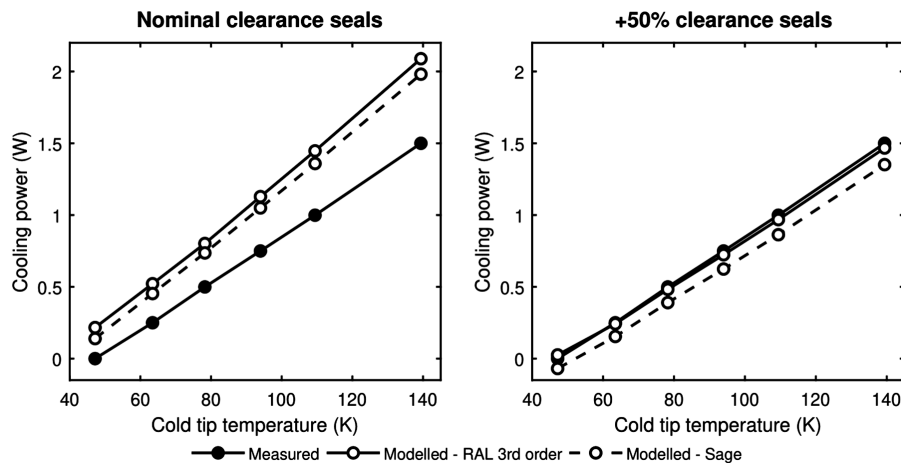 Nominal clearance seals
Cooling power (W)
2
1.5
1
0.5
0
40 60 80 100 120 140
Cold tip temperature (K)
+50% clearance seals
Cooling power (W)
2
1.5
1
0.5
0
40 60 80 100 120 140
Cold tip temperature (K)
Measured Modelled - RAL 3rd order Modelled - Sage